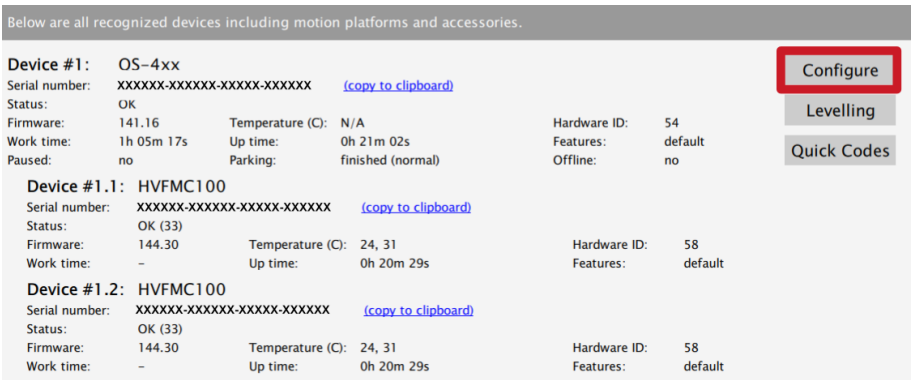 Below are all recognized devices including motion platforms and accessories.
Device #1: OS-4xx
Configure
Serial number: XXXXXX-XXXXXX-XXXXX-XXXXXX (copy to clipboard)
Status: OK
Levelling
Firmware: 141.16 Temperature (C): N/A Hardware ID: 54
Work time: 1h 05m 17s Up time: 0h 21m 02s Features: default
Quick Codes
Paused: no Parking: finished (normal) Offline: no
Device #1.1: HVFMC100
Serial number: XXXXXX-XXXXXX-XXXXX-XXXXXX (copy to clipboard)
Status: OK (33)
Firmware: 144.30 Temperature (C): 24, 31 Hardware ID: 58
Work time: – Up time: 0h 20m 29s Features: default
Device #1.2: HVFMC100
Serial number: XXXXXX-XXXXXX-XXXXX-XXXXXX (copy to clipboard)
Status: OK (33)
Firmware: 144.30 Temperature (C): 24, 31 Hardware ID: 58
Work time: – Up time: 0h 20m 29s Features: default